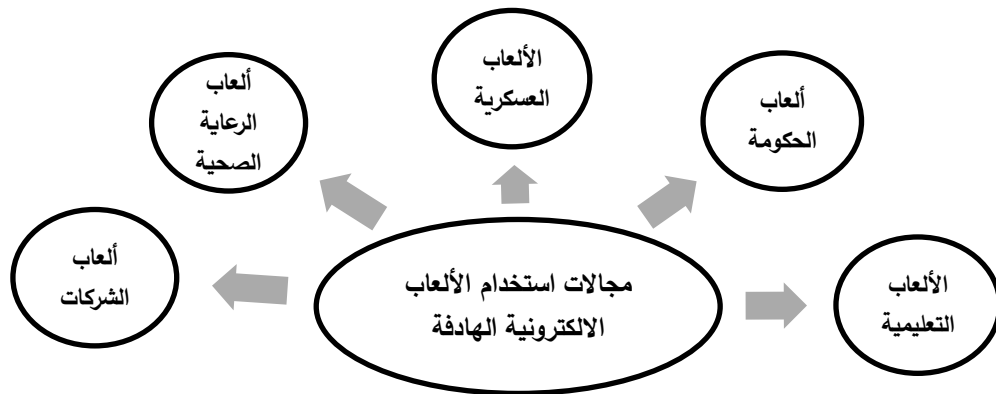 الألعاب
العسكرية
ألعاب
الحكومة
ألعاب
الرعاية
الصحية
الألعاب
التعليمية
ألعاب
الشركات
مجالات استخدام الألعاب
الالكترونية الهادفة